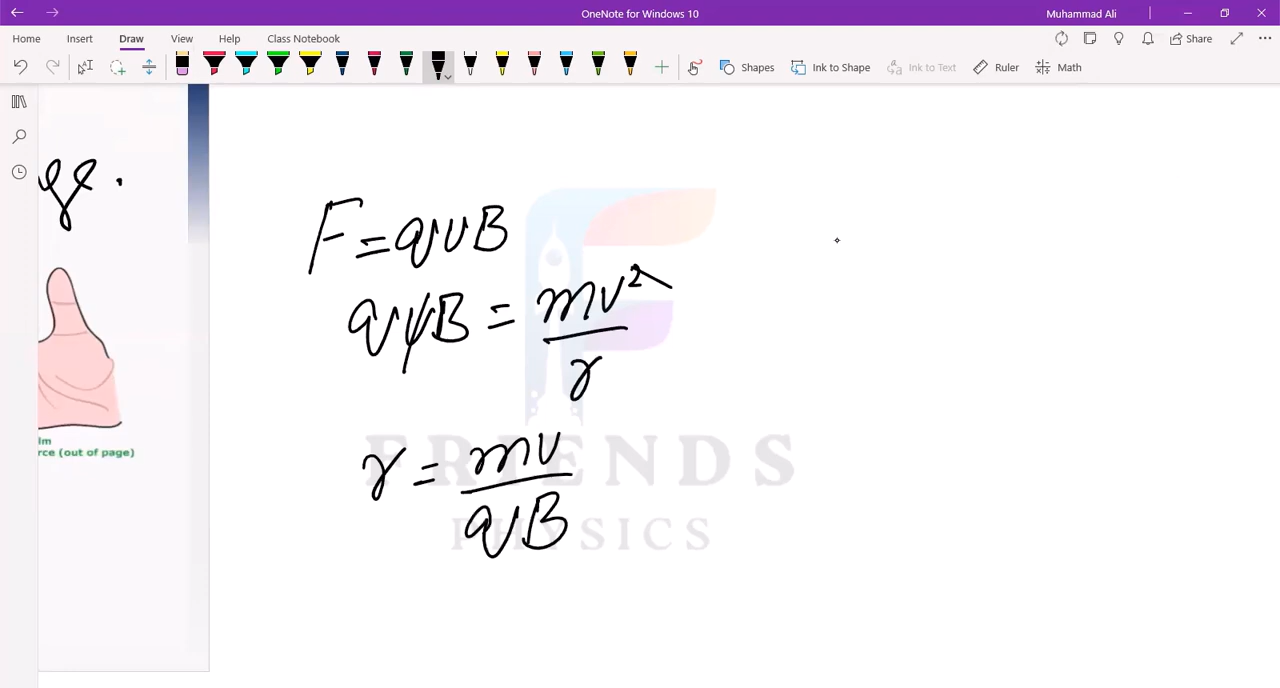 OneNote for Windows 10
Muhammad Ali
Home Insert Draw View Help Class Notebook
Share
Shapes Ink to Shape Ink to Text Ruler Math
F = qvB
qvB = mv²/r
r = mv/qB
lm
rce (out of page)
FRIENDS
PHYSICS